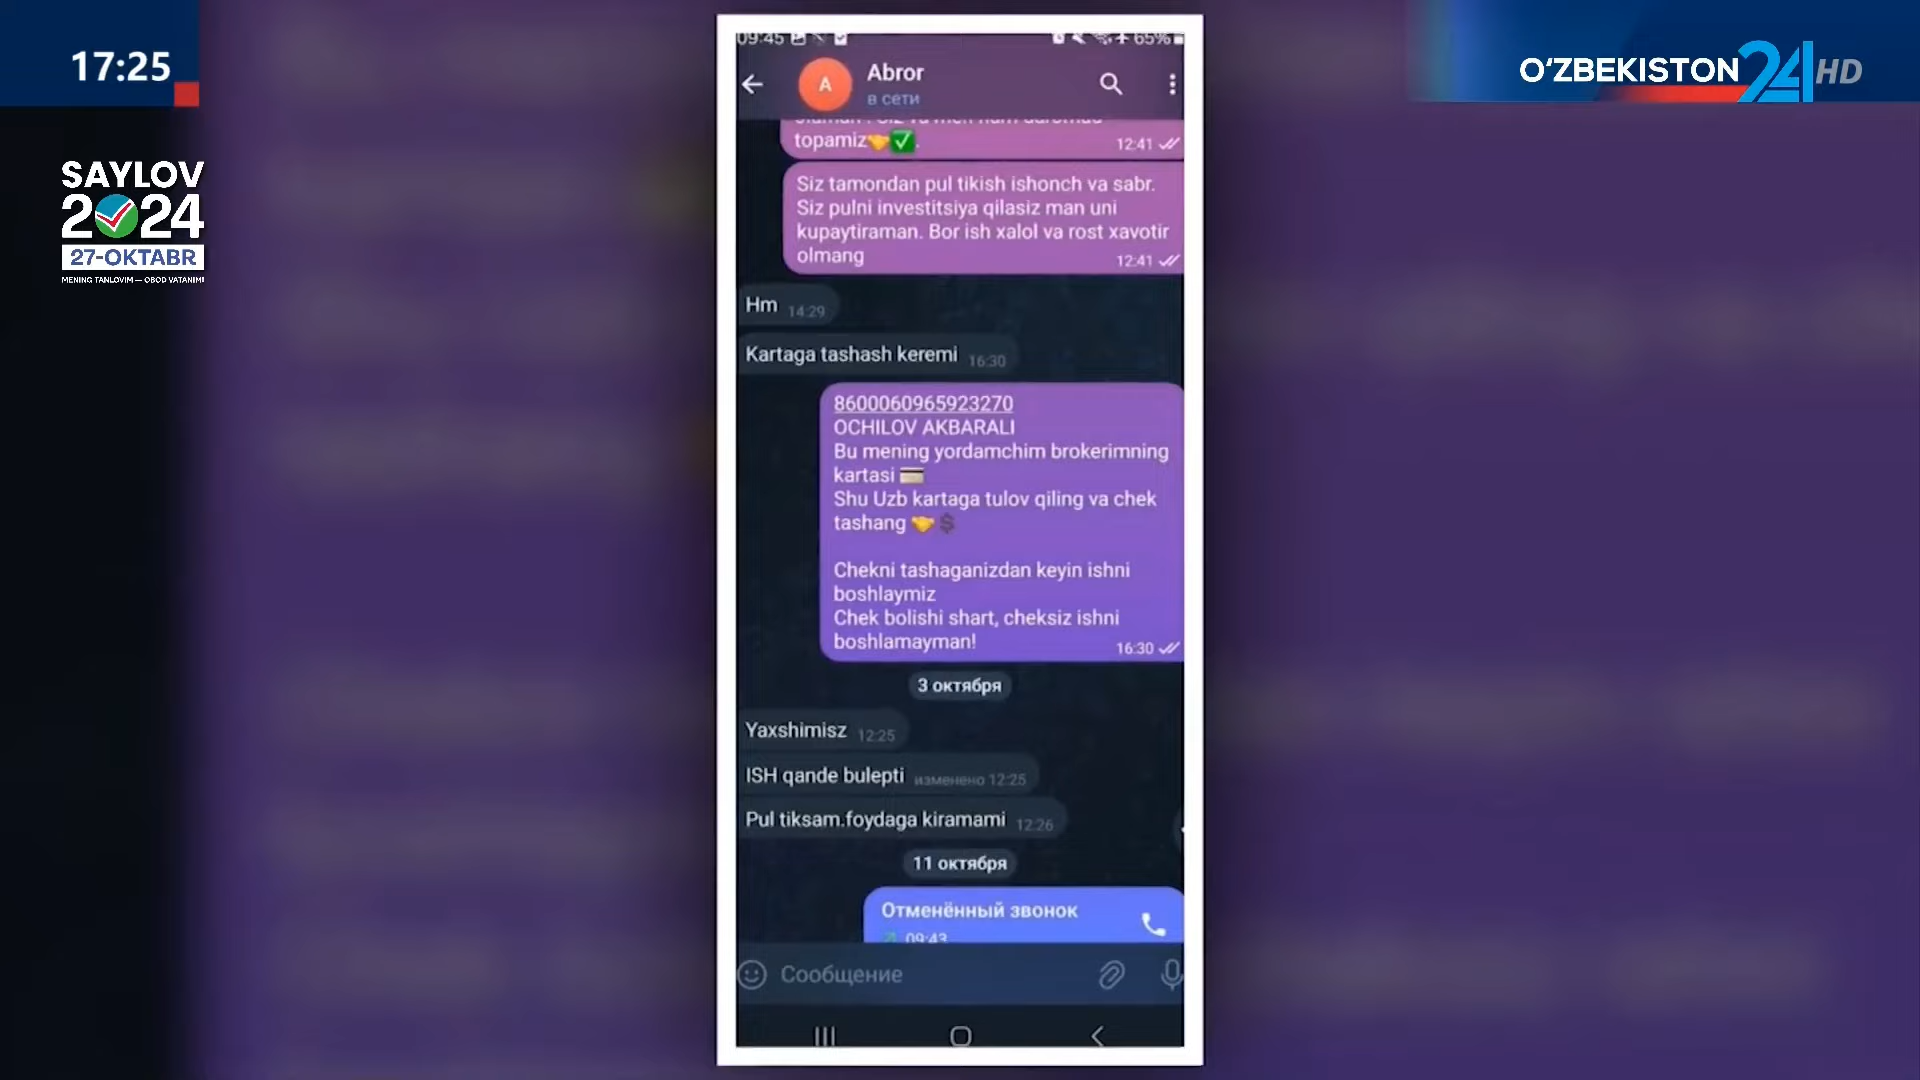 17:25
O‘ZBEKISTON 24 HD
SAYLOV
2024
27-OKTABR
MENING TANLOVIM — OBOD VATANIM!
09:45
65%
A
Abror
в сети
topamiz🤝✅.
12:41
Siz tamondan pul tikish ishonch va sabr.
Siz pulni investitsiya qilasiz man uni
kupaytiraman. Bor ish xalol va rost xavotir
olmang
12:41
Hm 14:29
Kartaga tashash keremi 16:30
8600060965923270
OCHILOV AKBARALI
Bu mening yordamchim brokerimning
kartasi 💳
Shu Uzb kartaga tulov qiling va chek
tashang 🤝💲
Chekni tashaganizdan keyin ishni
boshlaymiz
Chek bolishi shart, cheksiz ishni
boshlamayman!
16:30
3 октября
Yaxshimisz 12:25
ISH qande bulepti изменено 12:25
Pul tiksam.foydaga kiramami 12:26
11 октября
Отменённый звонок
09:43
Сообщение